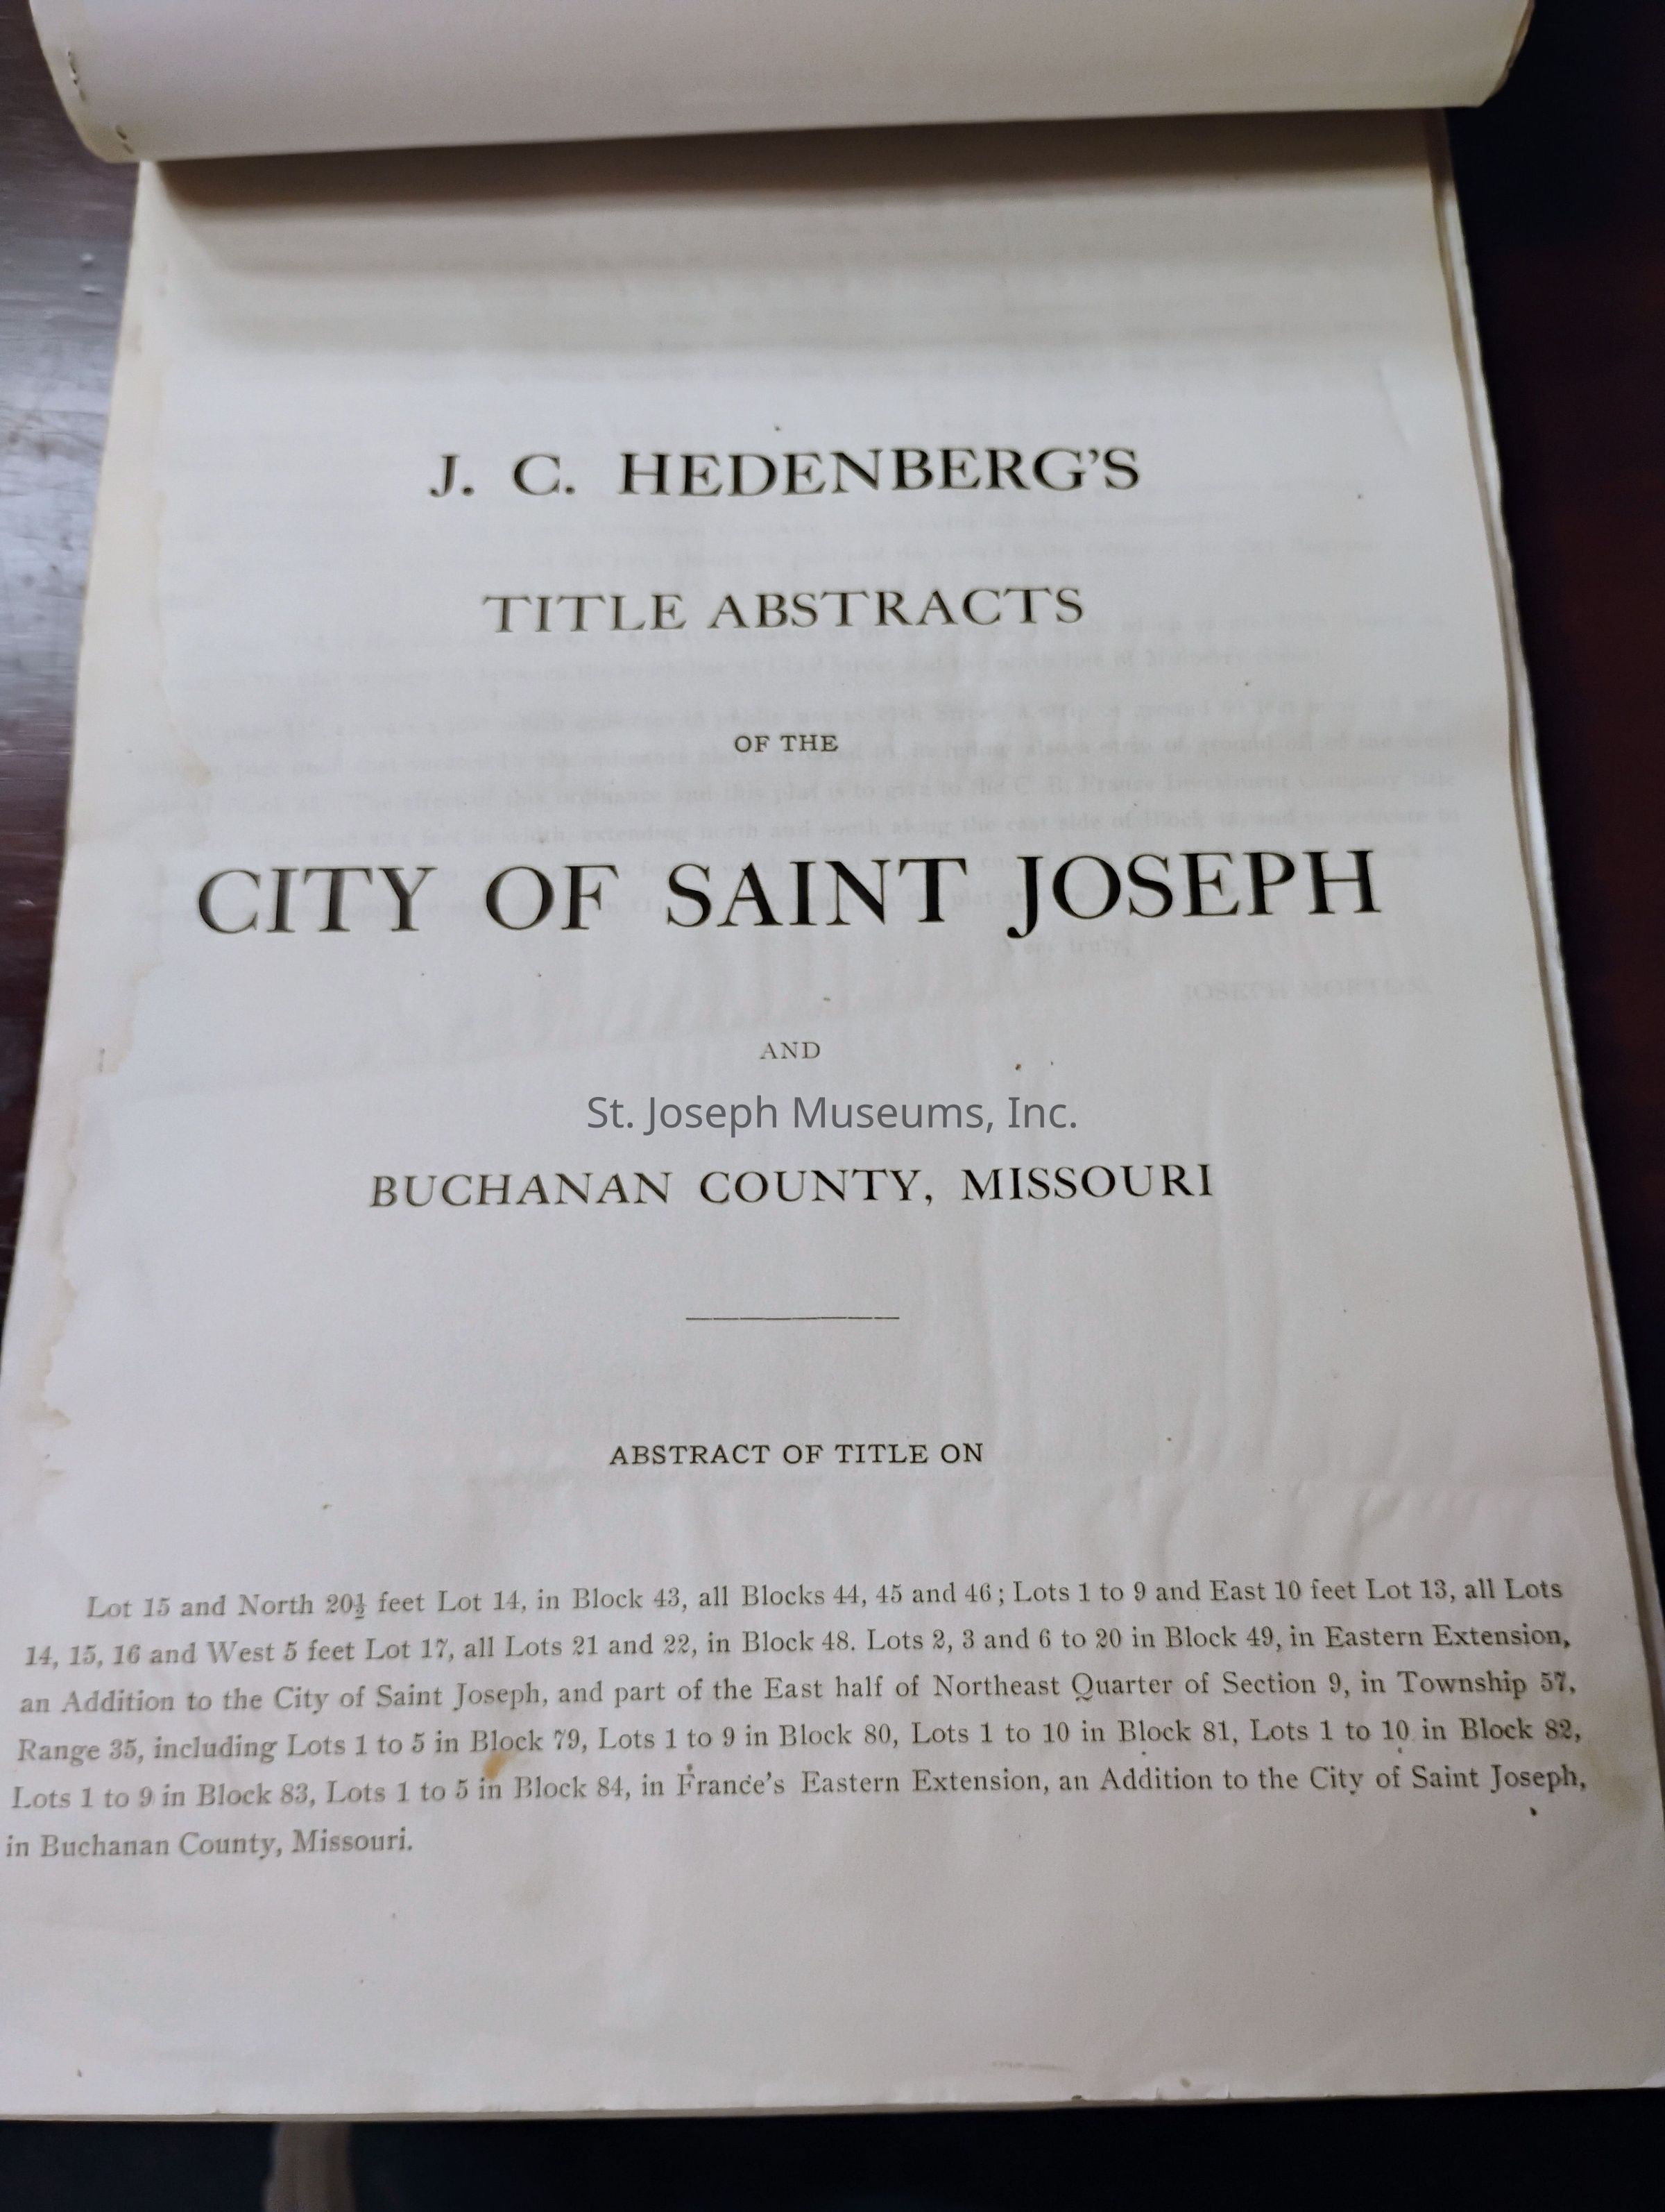 J. C. HEDENBERG'S
TITLE ABSTRACTS
OF THE
CITY OF SAINT JOSEPH
AND
St. Joseph Museums, Inc.
BUCHANAN COUNTY, MISSOURI
ABSTRACT OF TITLE ON
Lot 15 and North 20½ feet Lot 14, in Block 43, all Blocks 44, 45 and 46; Lots 1 to 9 and East 10 feet Lot 13, all Lots
14, 15, 16 and West 5 feet Lot 17, all Lots 21 and 22, in Block 48. Lots 2, 3 and 6 to 20 in Block 49, in Eastern Extension,
an Addition to the City of Saint Joseph, and part of the East half of Northeast Quarter of Section 9, in Township 57,
Range 35, including Lots 1 to 5 in Block 79, Lots 1 to 9 in Block 80, Lots 1 to 10 in Block 81, Lots 1 to 10 in Block 82,
Lots 1 to 9 in Block 83, Lots 1 to 5 in Block 84, in France's Eastern Extension, an Addition to the City of Saint Joseph,
in Buchanan County, Missouri.